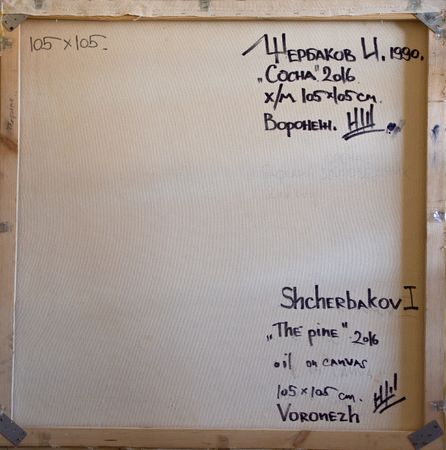 105×105.
Щербаков И. 1990.
„Сосна" 2016
х/м 105×105 см.
Воронеж.
Shcherbakov I
„The pine" 2016
oil on canvas
105×105 cm.
Voronezh